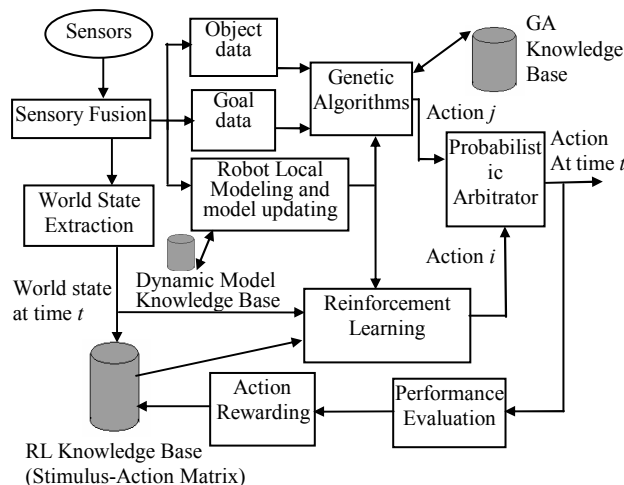 Sensors
Object
data
GA
Knowledge
Base
Genetic
Algorithms
Sensory Fusion
Goal
data
Action j
Action
At time t
Probabilist
ic
Arbitrator
Robot Local
Modeling and
model updating
World State
Extraction
Action i
World state
at time t
Dynamic Model
Knowledge Base
Reinforcement
Learning
Action
Rewarding
Performance
Evaluation
RL Knowledge Base
(Stimulus-Action Matrix)